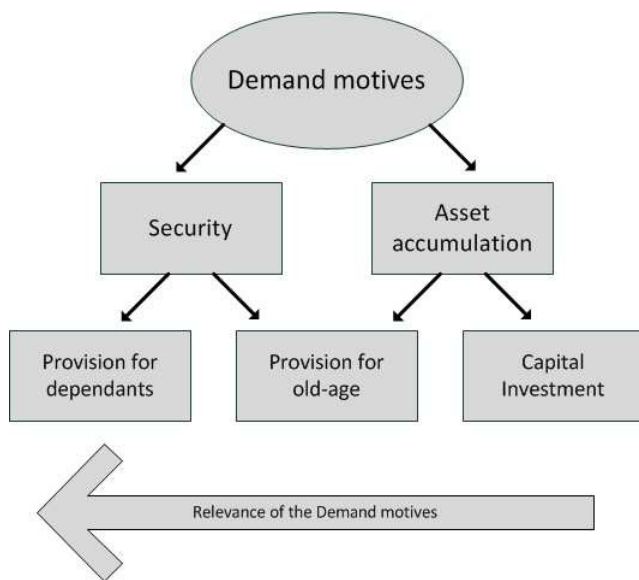 Demand motives
Security
Asset
accumulation
Provision for
dependants
Provision for
old-age
Capital
Investment
Relevance of the Demand motives